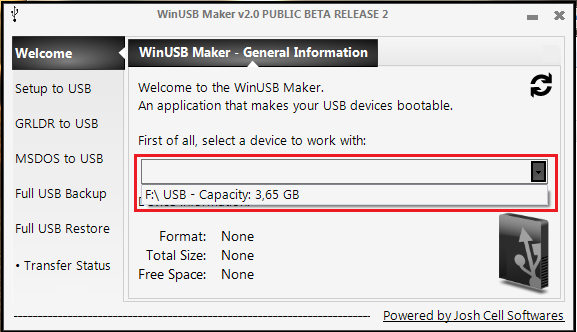 WinUSB Maker v2.0 PUBLIC BETA RELEASE 2
Welcome
WinUSB Maker - General Information
Setup to USB
GRLDR to USB
MSDOS to USB
Full USB Backup
Full USB Restore
• Transfer Status
Welcome to the WinUSB Maker.
An application that makes your USB devices bootable.
First of all, select a device to work with:
F:\ USB - Capacity: 3,65 GB
Format: None
Total Size: None
Free Space: None
Powered by Josh Cell Softwares